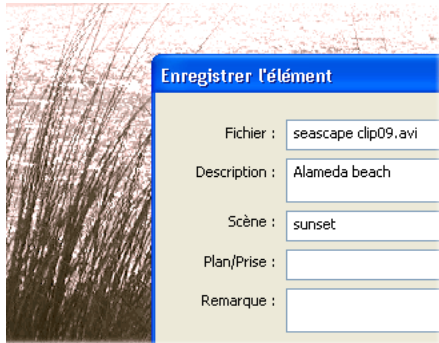 Enregistrer l'élément
Fichier : seascape clip09.avi
Description : Alameda beach
Scène : sunset
Plan/Prise :
Remarque :